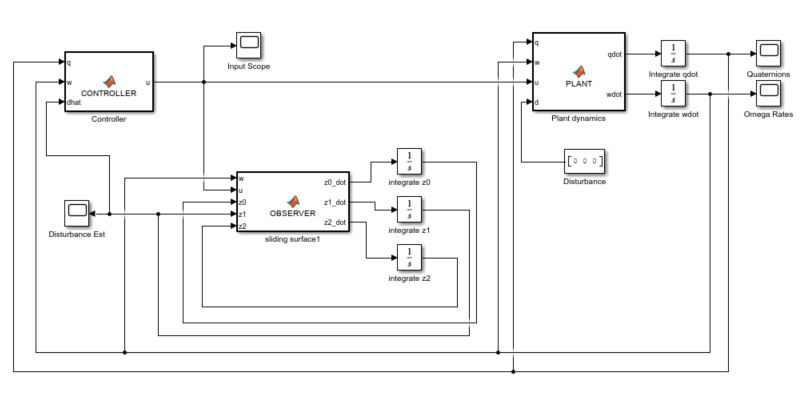 q
w
dhat
CONTROLLER
u
Controller
Input Scope
q
w
u
d
PLANT
qdot
wdot
Plant dynamics
1
s
Integrate qdot
1
s
Integrate wdot
Quaternions
Omega Rates
[0 0 0]
Disturbance
Disturbance Est
w
u
z0
z1
z2
OBSERVER
z0_dot
z1_dot
z2_dot
sliding surface1
1
s
integrate z0
1
s
integrate z1
1
s
integrate z2